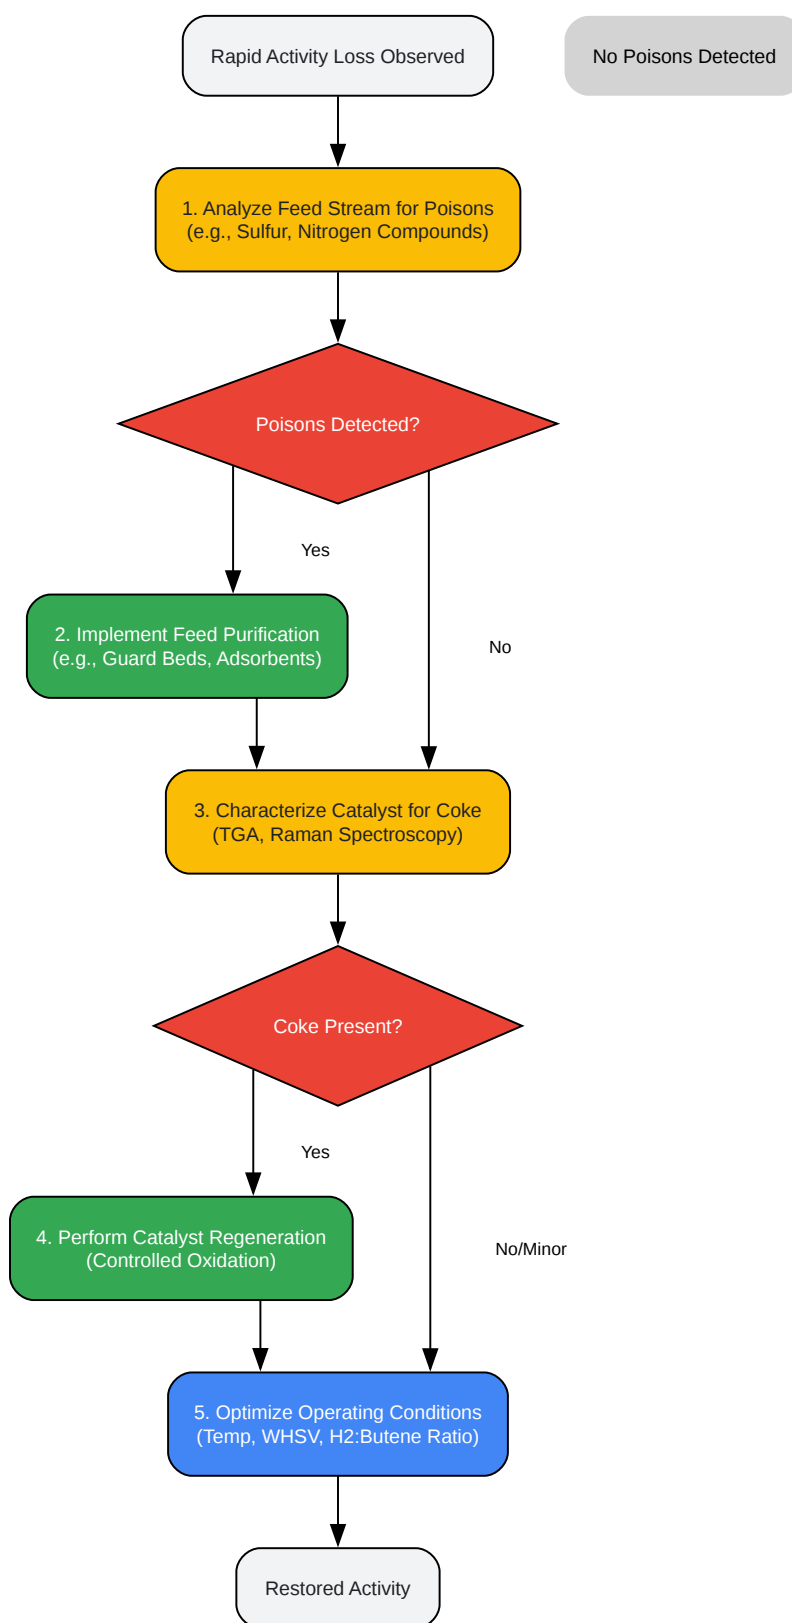 Rapid Activity Loss Observed
No Poisons Detected
1. Analyze Feed Stream for Poisons
(e.g., Sulfur, Nitrogen Compounds)
Poisons Detected?
Yes
2. Implement Feed Purification
(e.g., Guard Beds, Adsorbents)
No
3. Characterize Catalyst for Coke
(TGA, Raman Spectroscopy)
Coke Present?
Yes
4. Perform Catalyst Regeneration
(Controlled Oxidation)
No/Minor
5. Optimize Operating Conditions
(Temp, WHSV, H2:Butene Ratio)
Restored Activity